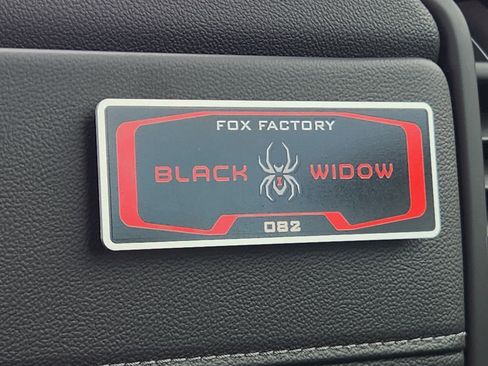 FOX FACTORY
BLACK WIDOW
082